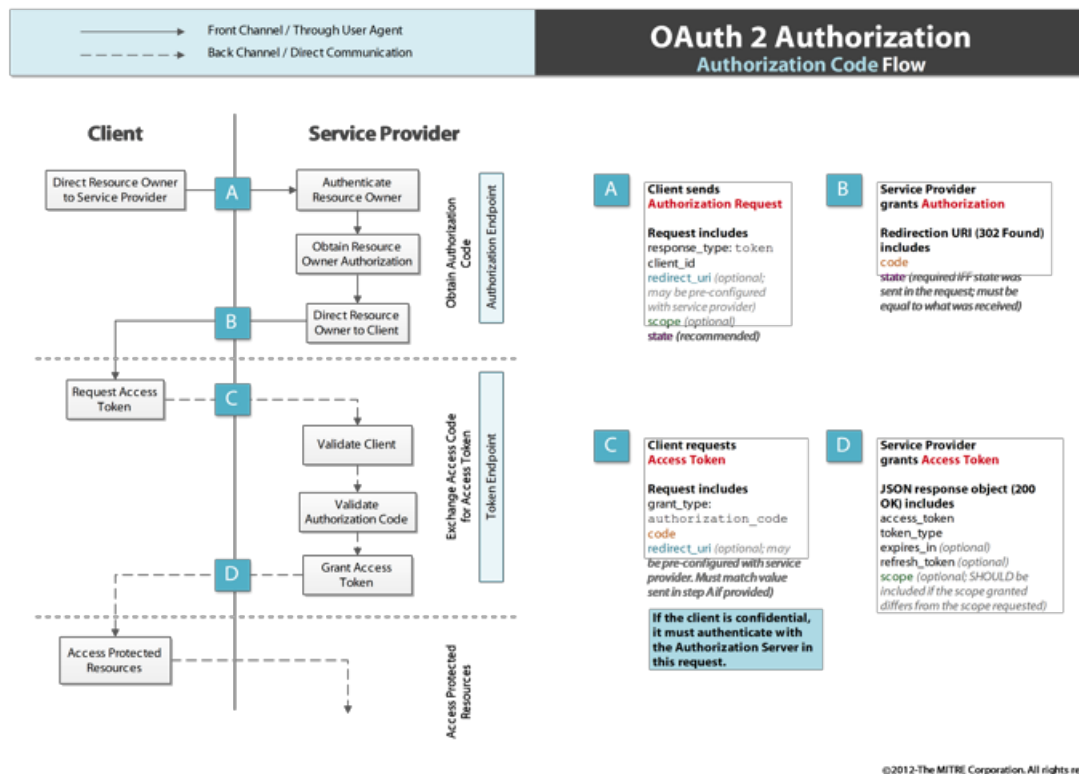 Front Channel / Through User Agent
Back Channel / Direct Communication
OAuth 2 Authorization
Authorization Code Flow
Client
Service Provider
Direct Resource Owner
to Service Provider
A
Authenticate
Resource Owner
Obtain Resource
Owner Authorization
Direct Resource
Owner to Client
B
Obtain Authorization
Code
Authorization Endpoint
Request Access
Token
C
Validate Client
Validate
Authorization Code
Grant Access
Token
D
Exchange Access Code
for Access Token
Token Endpoint
Access Protected
Resources
Access Protected
Resources
A
Client sends
Authorization Request
Request includes
response_type: token
client_id
redirect_uri (optional;
may be pre-configured
with service provider)
scope (optional)
state (recommended)
B
Service Provider
grants Authorization
Redirection URI (302 Found)
includes
code
state (required IFF state was
sent in the request; must be
equal to what was received)
C
Client requests
Access Token
Request includes
grant_type:
authorization_code
code
redirect_uri (optional; may
be pre-configured with service
provider. Must match value
sent in step A if provided)
If the client is confidential,
it must authenticate with
the Authorization Server in
this request.
D
Service Provider
grants Access Token
JSON response object (200
OK) includes
access_token
token_type
expires_in (optional)
refresh_token (optional)
scope (optional; SHOULD be
included if the scope granted
differs from the scope requested)
©2012-The MITRE Corporation. All rights re